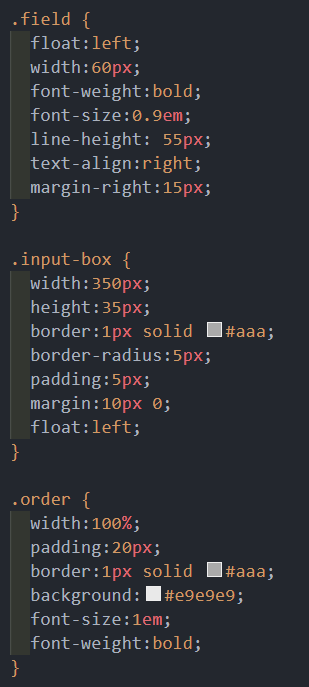 .field {
float:left;
width:60px;
font-weight:bold;
font-size:0.9em;
line-height: 55px;
text-align:right;
margin-right:15px;
}
.input-box {
width:350px;
height:35px;
border:1px solid #aaa;
border-radius:5px;
padding:5px;
margin:10px 0;
float:left;
}
.order {
width:100%;
padding:20px;
border:1px solid #aaa;
background: #e9e9e9;
font-size:1em;
font-weight:bold;
}